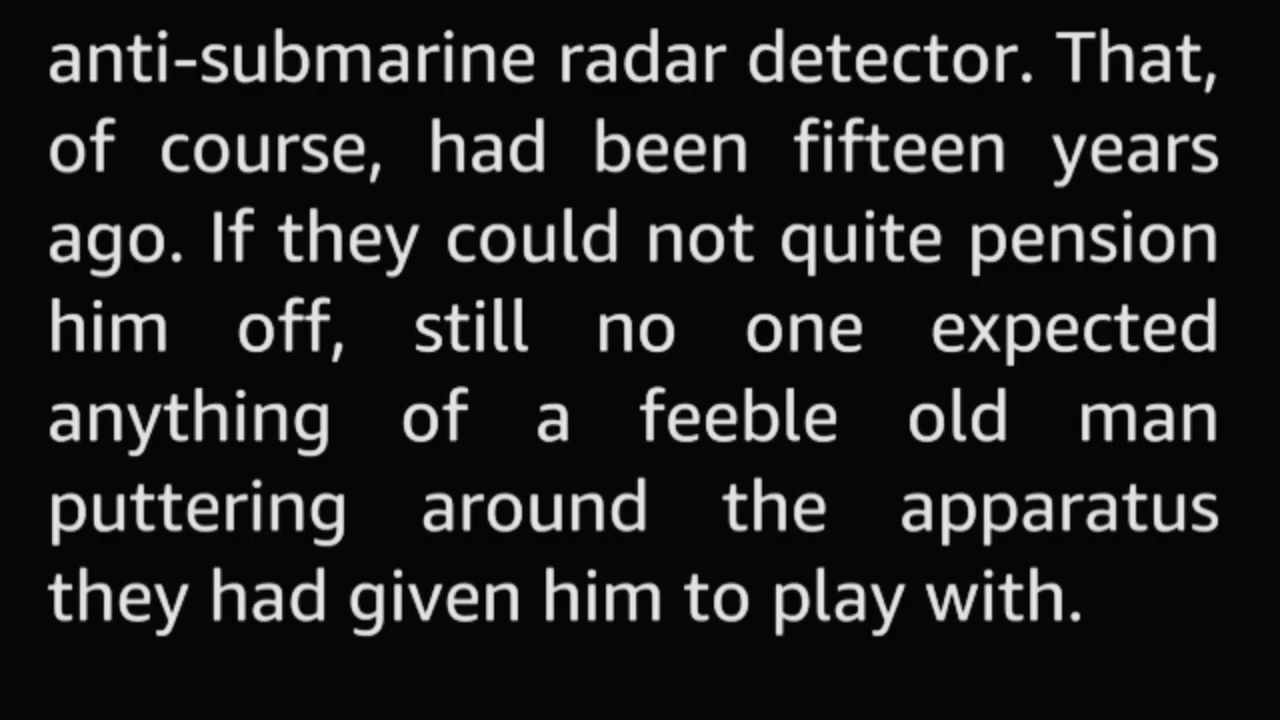 anti-submarine radar detector. That,
of course, had been fifteen years
ago. If they could not quite pension
him off, still no one expected
anything of a feeble old man
puttering around the apparatus
they had given him to play with.